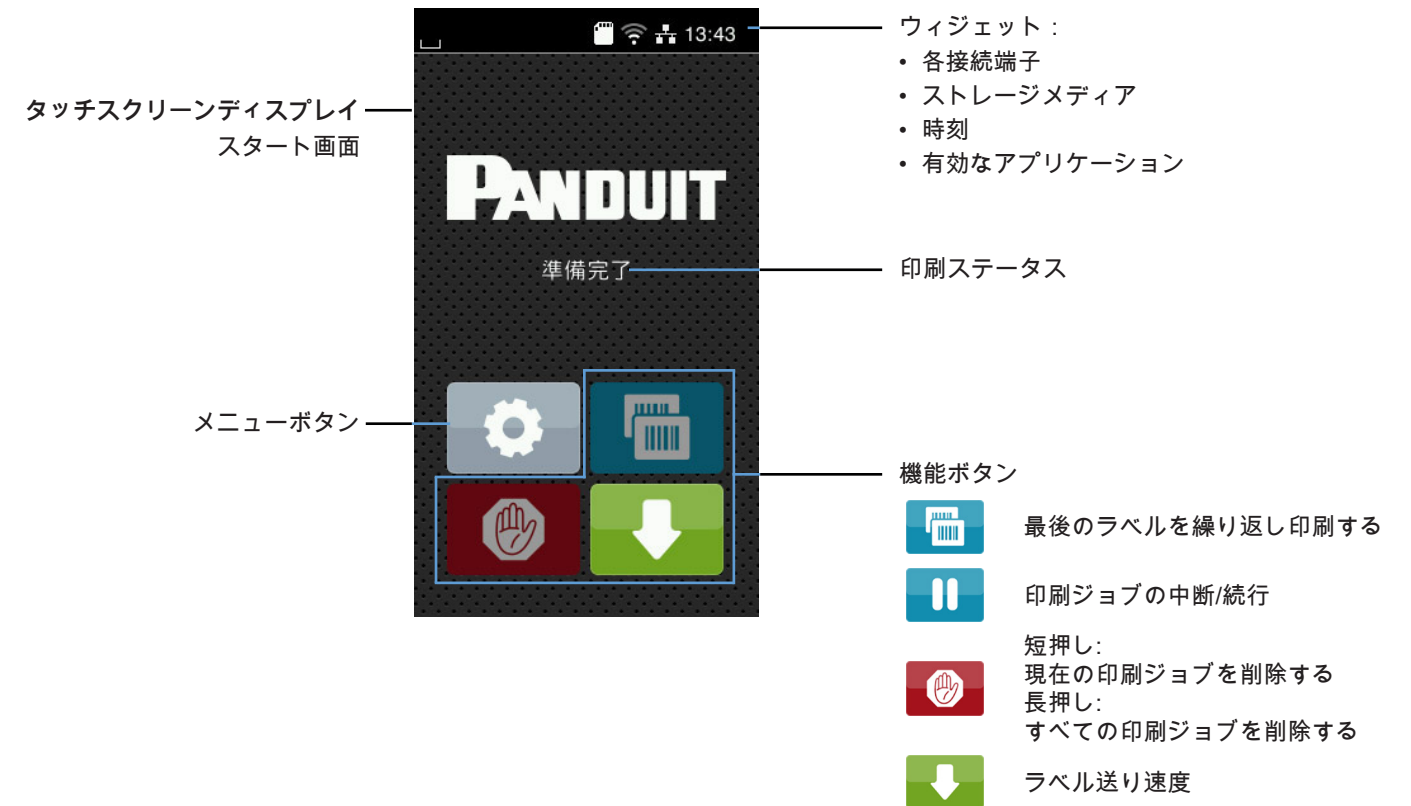 13:43
タッチスクリーンディスプレイ
スタート画面
PANDUIT
準備完了
メニューボタン
ウィジェット：
• 各接続端子
• ストレージメディア
• 時刻
• 有効なアプリケーション
印刷ステータス
機能ボタン
最後のラベルを繰り返し印刷する
印刷ジョブの中断/続行
短押し:
現在の印刷ジョブを削除する
長押し:
すべての印刷ジョブを削除する
ラベル送り速度